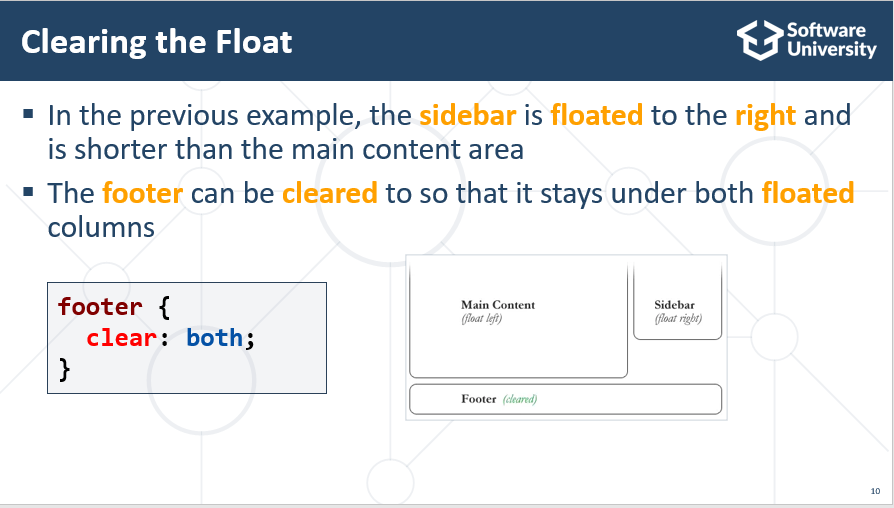 Clearing the Float
Software
University
▪ In the previous example, the sidebar is floated to the right and
is shorter than the main content area
▪ The footer can be cleared to so that it stays under both floated
columns
footer {
  clear: both;
}
Main Content
(float left)
Sidebar
(float right)
Footer (cleared)
10